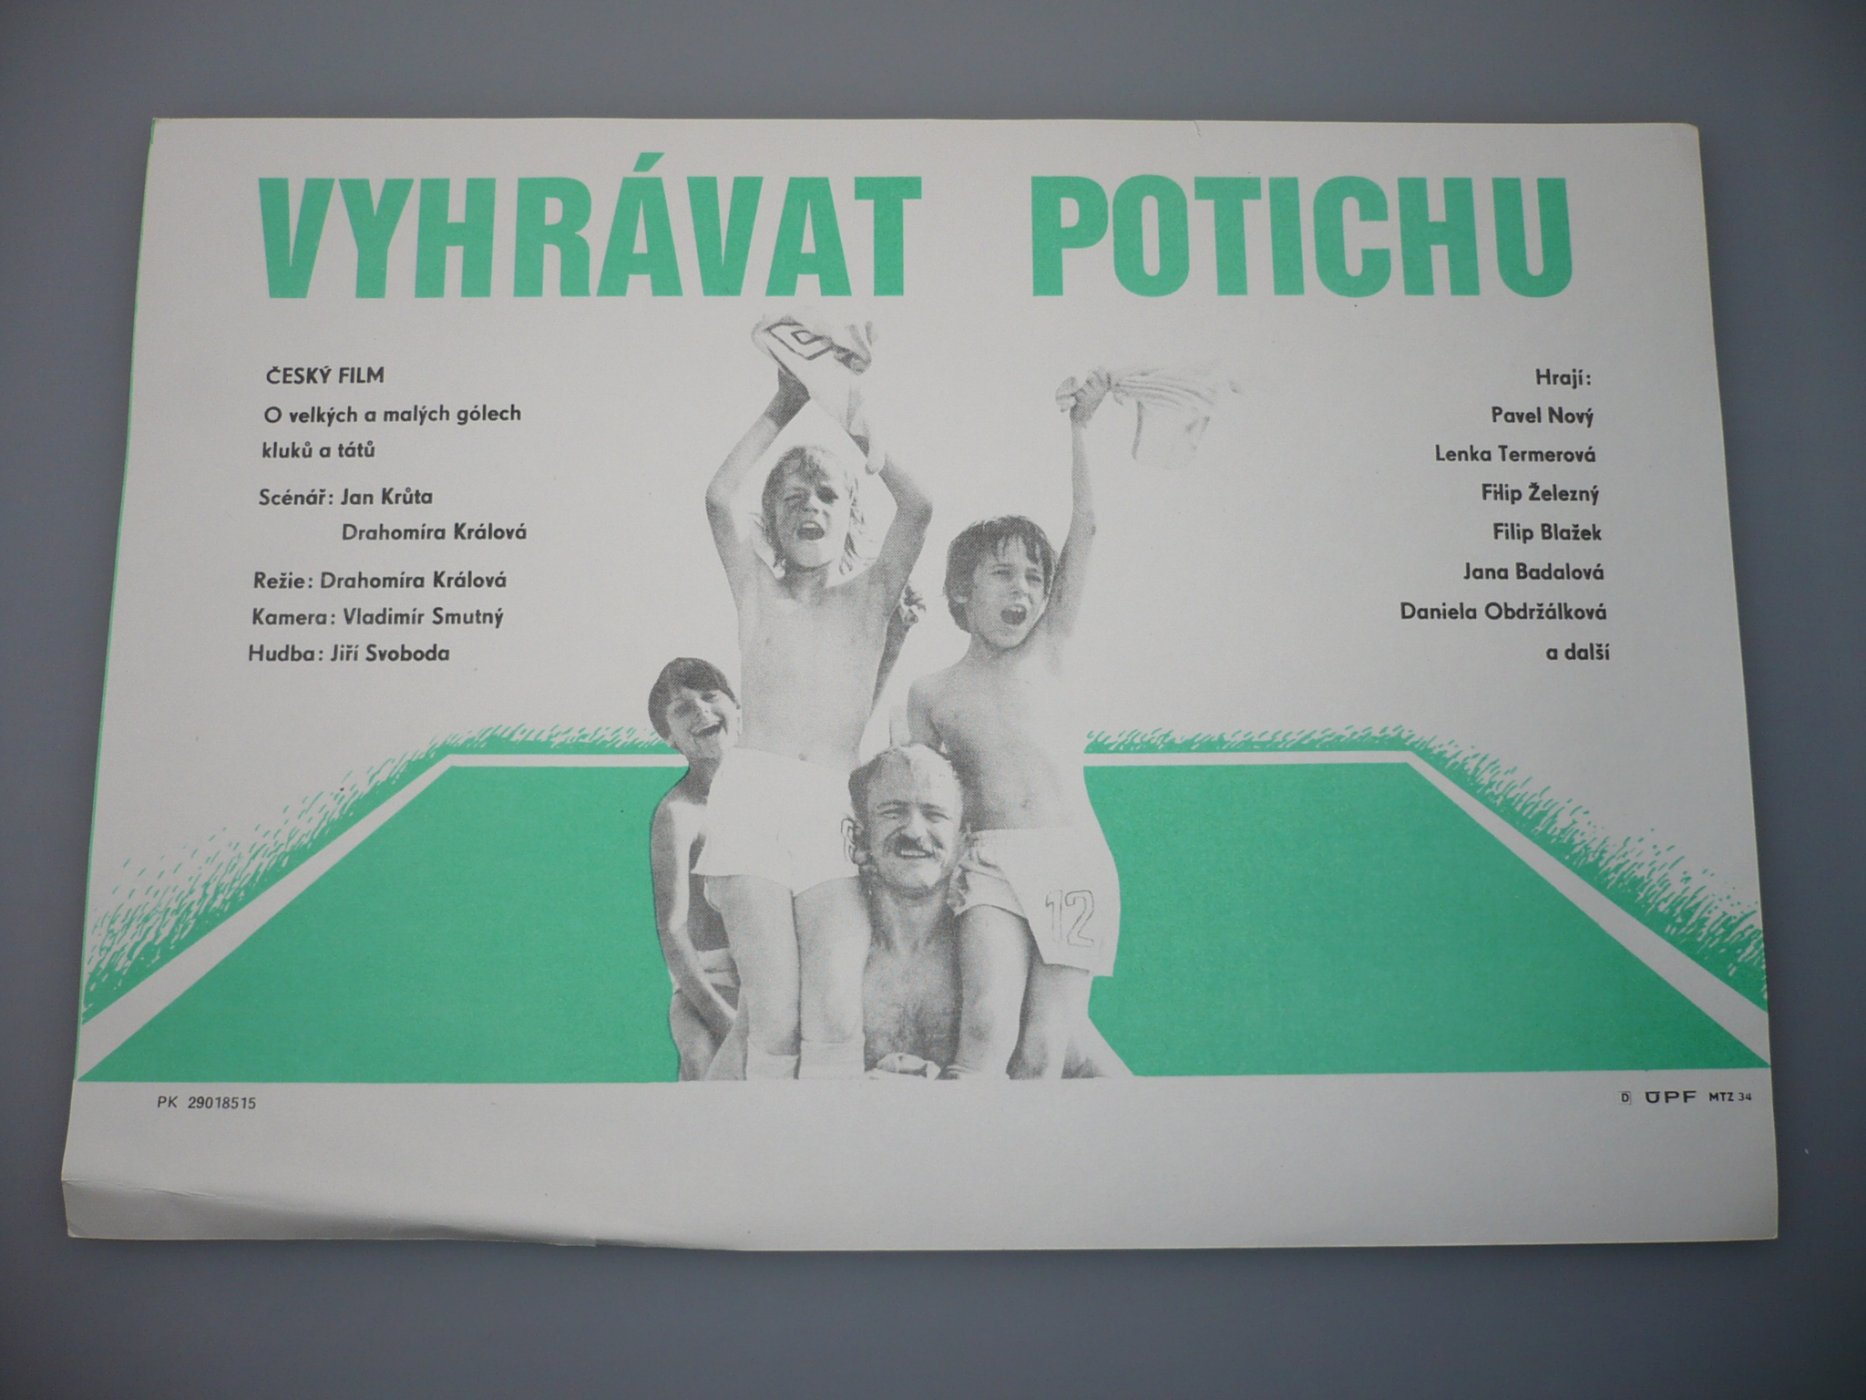 VYHRÁVAT POTICHU
ČESKÝ FILM
O velkých a malých gólech
kluků a tátů
Scénář: Jan Krůta
Drahomíra Králová
Režie: Drahomíra Králová
Kamera: Vladimír Smutný
Hudba: Jiří Svoboda
Hrají:
Pavel Nový
Lenka Termerová
Filip Železný
Filip Blažek
Jana Badalová
Daniela Obdržálková
a další
12
PK 29018515
D ÚPF MTZ 34